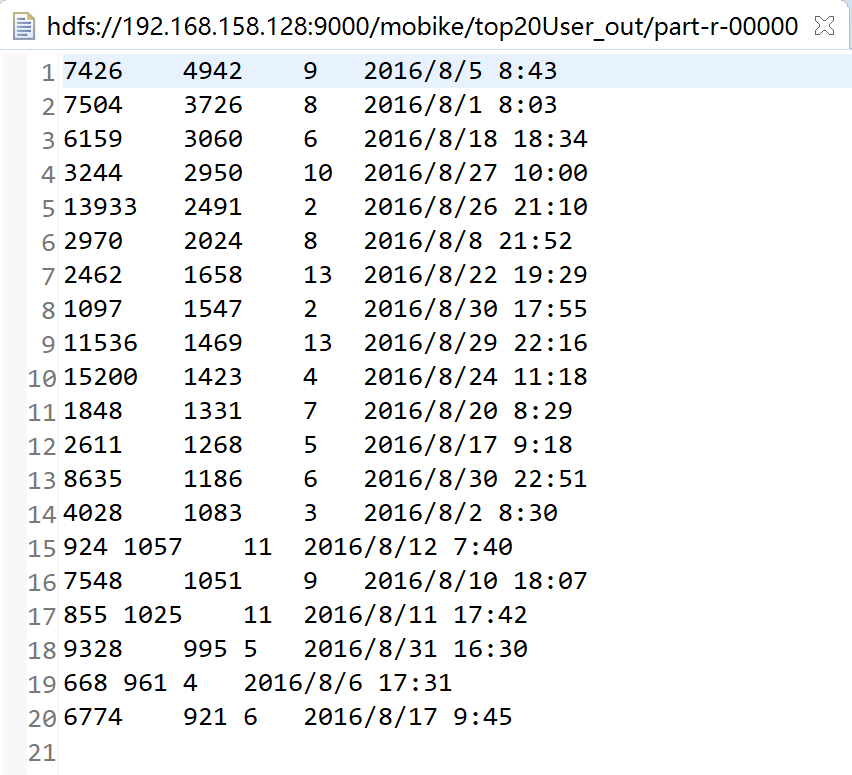 hdfs://192.168.158.128:9000/mobike/top20User_out/part-r-00000
1 7426 4942 9 2016/8/5 8:43
2 7504 3726 8 2016/8/1 8:03
3 6159 3060 6 2016/8/18 18:34
4 3244 2950 10 2016/8/27 10:00
5 13933 2491 2 2016/8/26 21:10
6 2970 2024 8 2016/8/8 21:52
7 2462 1658 13 2016/8/22 19:29
8 1097 1547 2 2016/8/30 17:55
9 11536 1469 13 2016/8/29 22:16
10 15200 1423 4 2016/8/24 11:18
11 1848 1331 7 2016/8/20 8:29
12 2611 1268 5 2016/8/17 9:18
13 8635 1186 6 2016/8/30 22:51
14 4028 1083 3 2016/8/2 8:30
15 924 1057 11 2016/8/12 7:40
16 7548 1051 9 2016/8/10 18:07
17 855 1025 11 2016/8/11 17:42
18 9328 995 5 2016/8/31 16:30
19 668 961 4 2016/8/6 17:31
20 6774 921 6 2016/8/17 9:45
21